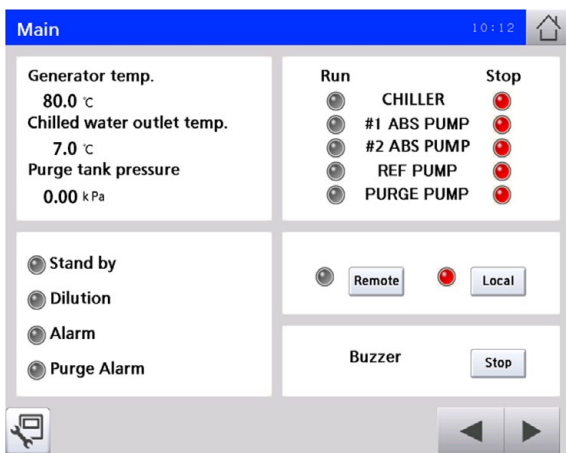 Main
10:12
Generator temp.
80.0 ℃
Chilled water outlet temp.
7.0 ℃
Purge tank pressure
0.00 kPa
Run Stop
CHILLER
#1 ABS PUMP
#2 ABS PUMP
REF PUMP
PURGE PUMP
Stand by
Dilution
Alarm
Purge Alarm
Remote Local
Buzzer Stop